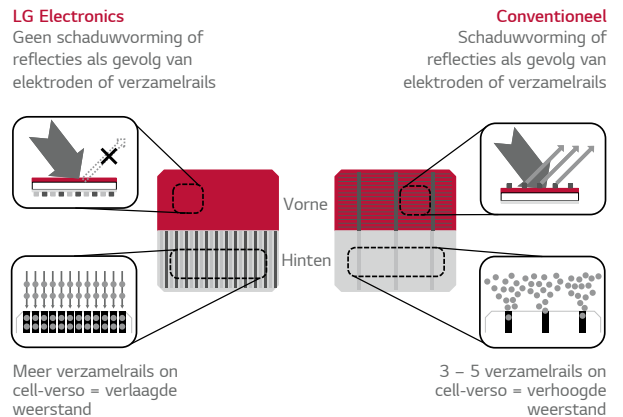 LG Electronics
Geen schaduwvorming of
reflecties als gevolg van
elektroden of verzamelrails
Conventioneel
Schaduwvorming of
reflecties als gevolg van
elektroden of verzamelrails
Vorne
Hinten
Meer verzamelrails on
cell-verso = verlaagde
weerstand
3 – 5 verzamelrails on
cell-verso = verhoogde
weerstand